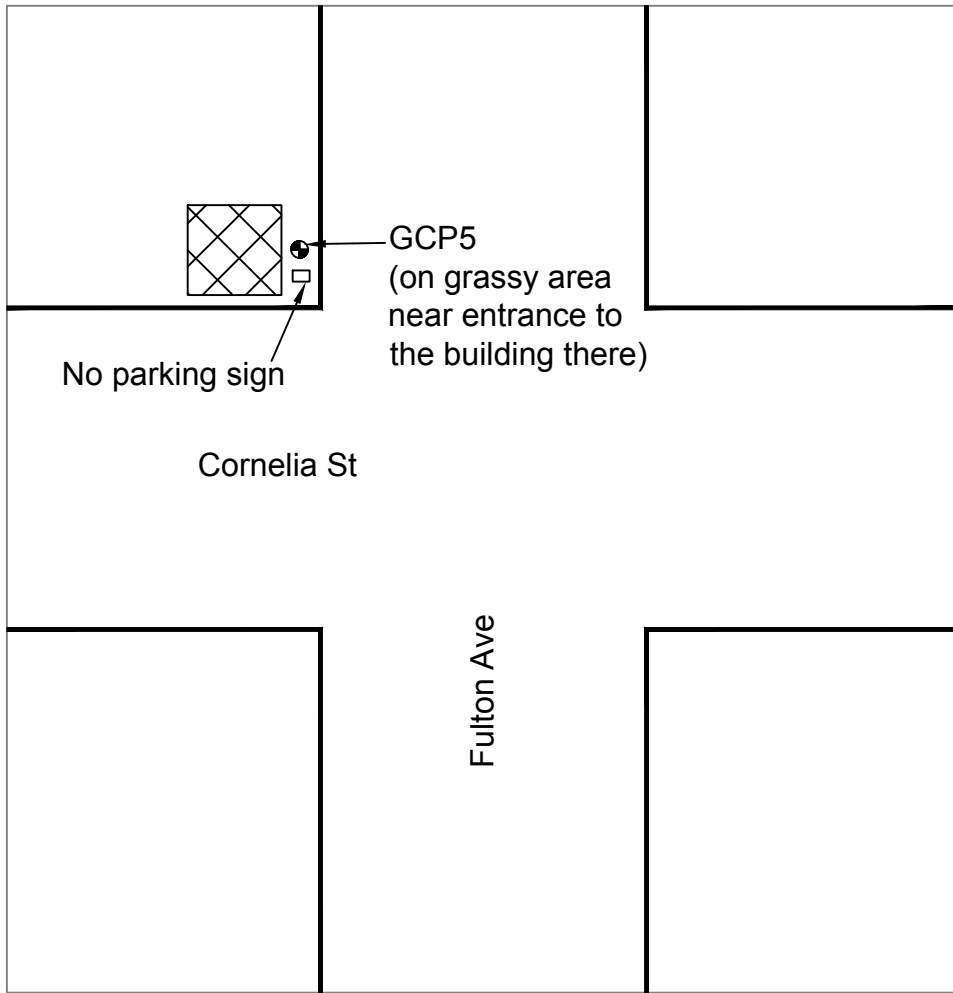 GCP5
(on grassy area
near entrance to
the building there)
No parking sign
Cornelia St
Fulton Ave